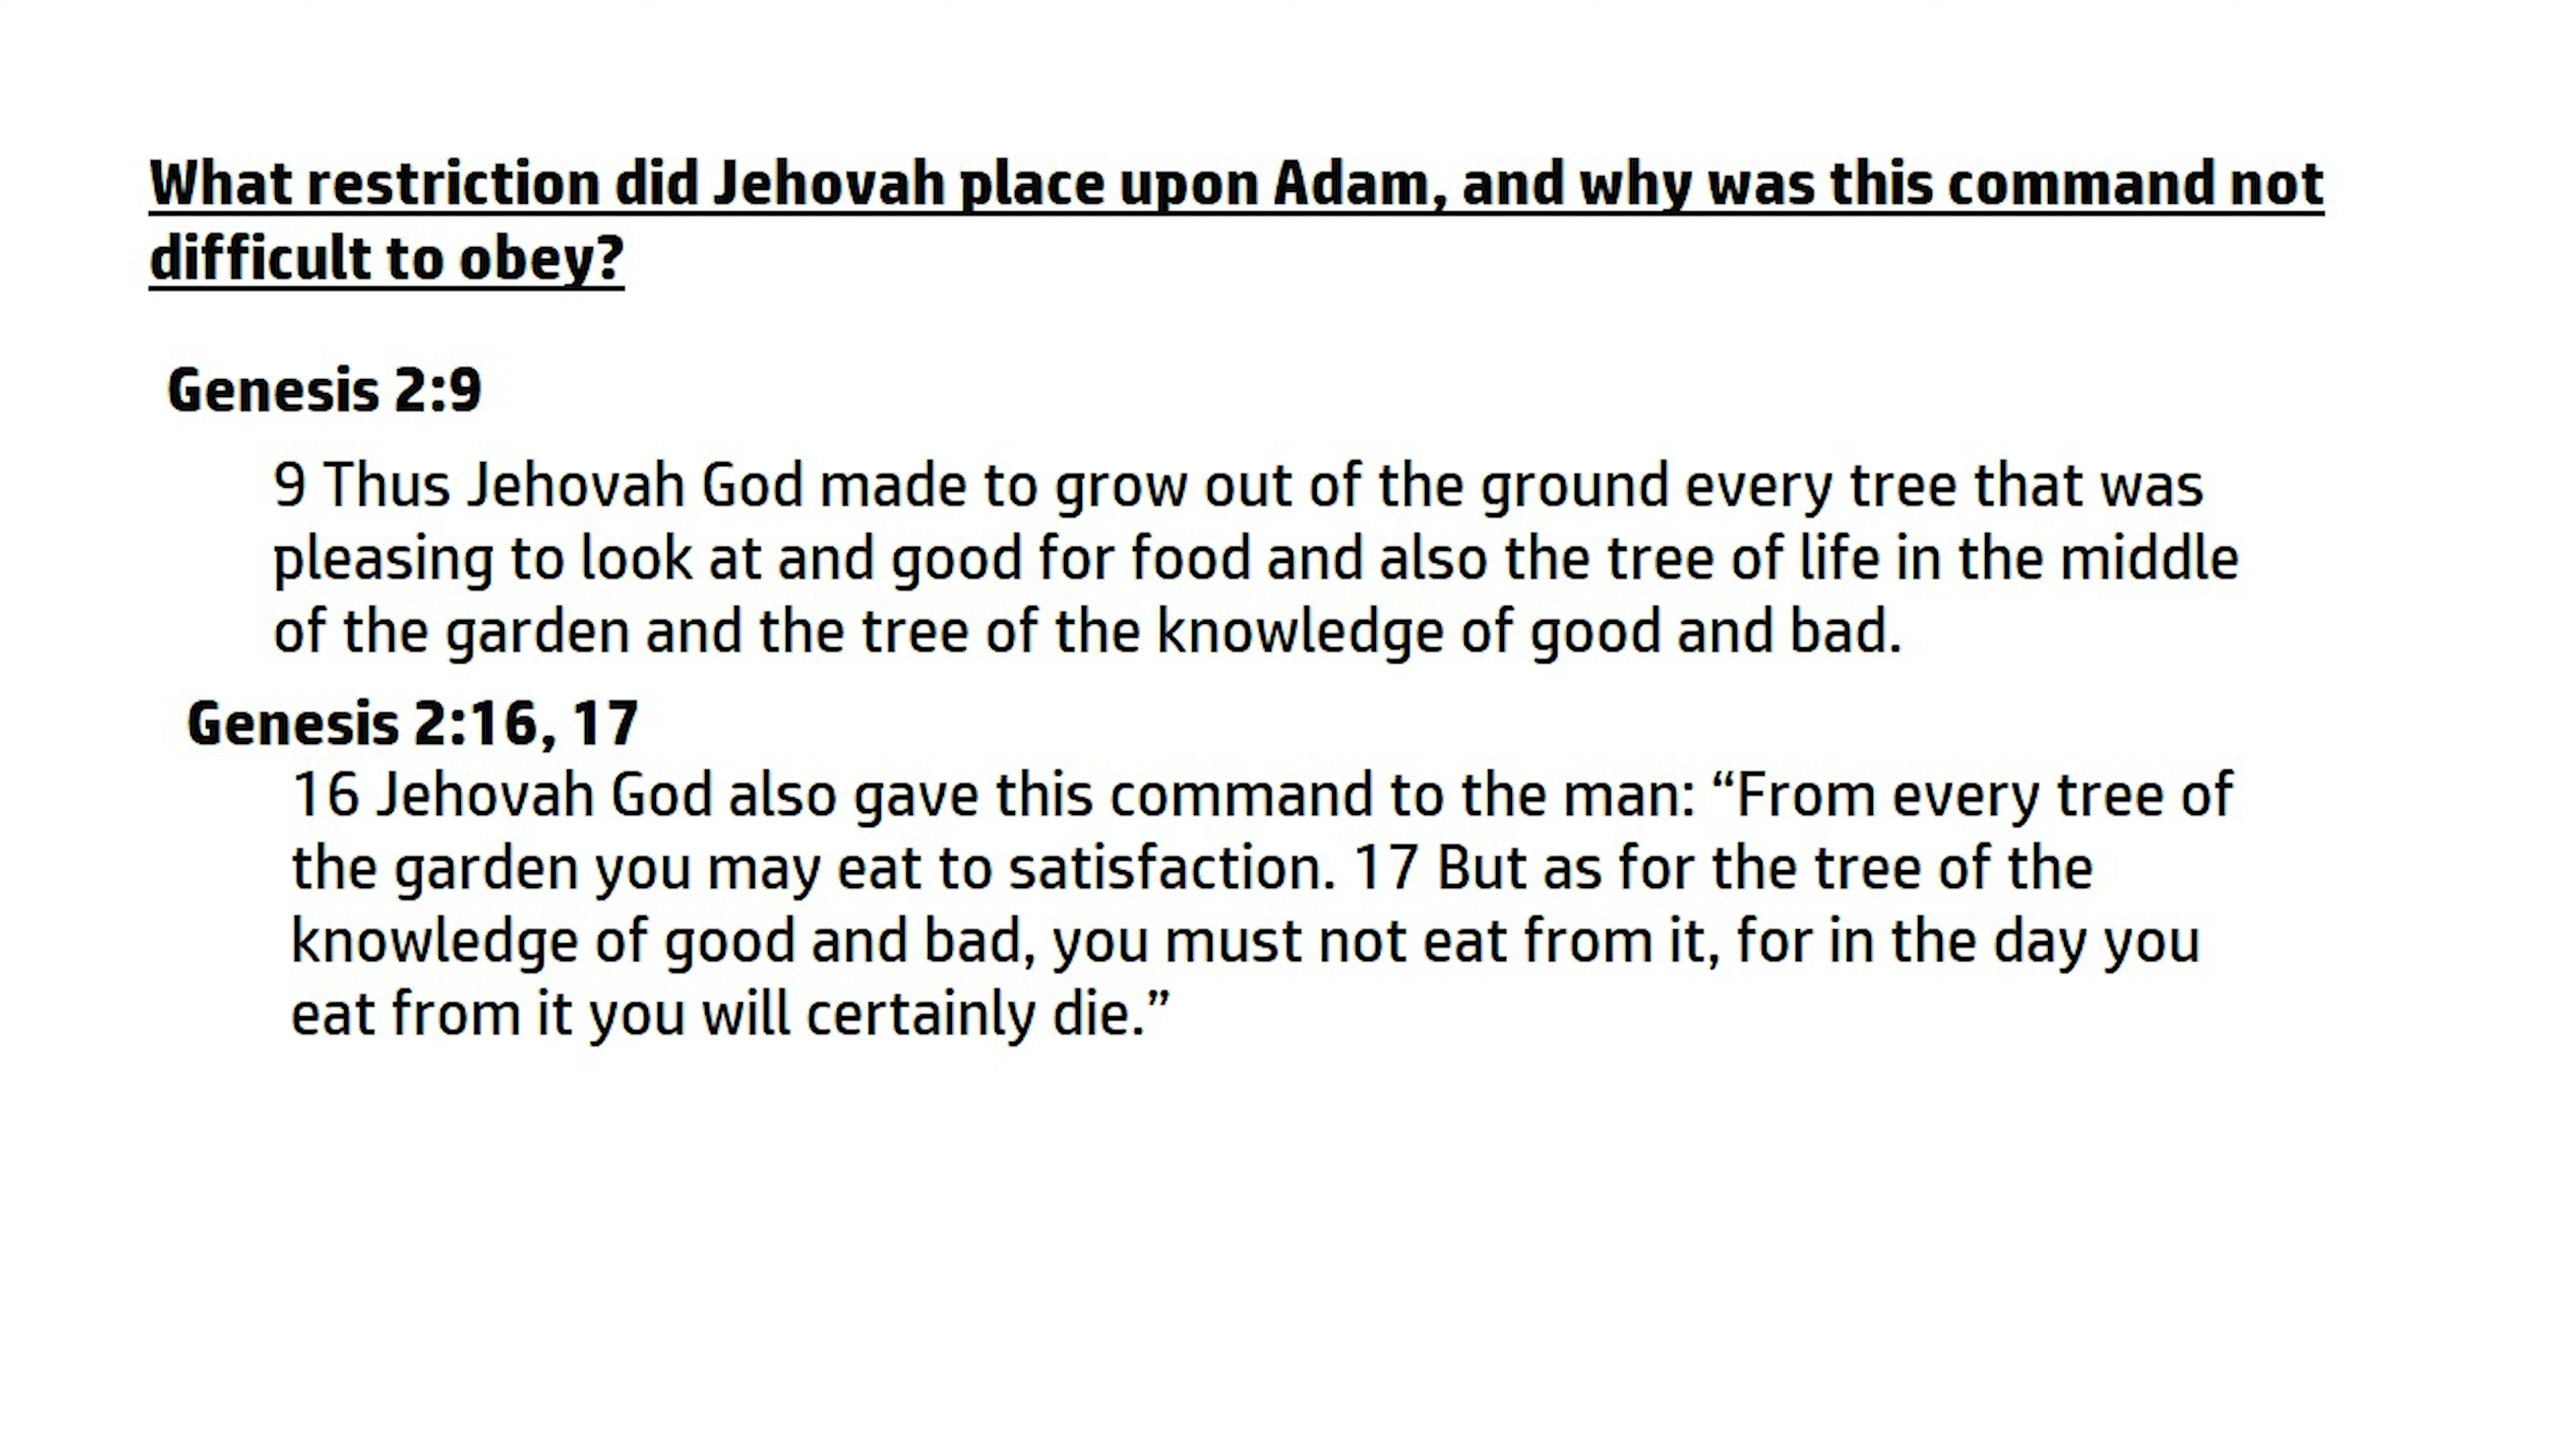 What restriction did Jehovah place upon Adam, and why was this command not
difficult to obey?
Genesis 2:9
9 Thus Jehovah God made to grow out of the ground every tree that was
pleasing to look at and good for food and also the tree of life in the middle
of the garden and the tree of the knowledge of good and bad.
Genesis 2:16, 17
16 Jehovah God also gave this command to the man: “From every tree of
the garden you may eat to satisfaction. 17 But as for the tree of the
knowledge of good and bad, you must not eat from it, for in the day you
eat from it you will certainly die.”